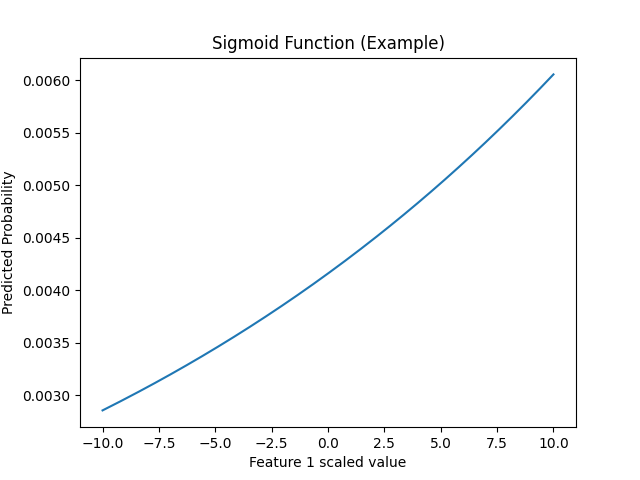 Sigmoid Function (Example)
Predicted Probability
0.0060
0.0055
0.0050
0.0045
0.0040
0.0035
0.0030
−10.0 −7.5 −5.0 −2.5 0.0 2.5 5.0 7.5 10.0
Feature 1 scaled value